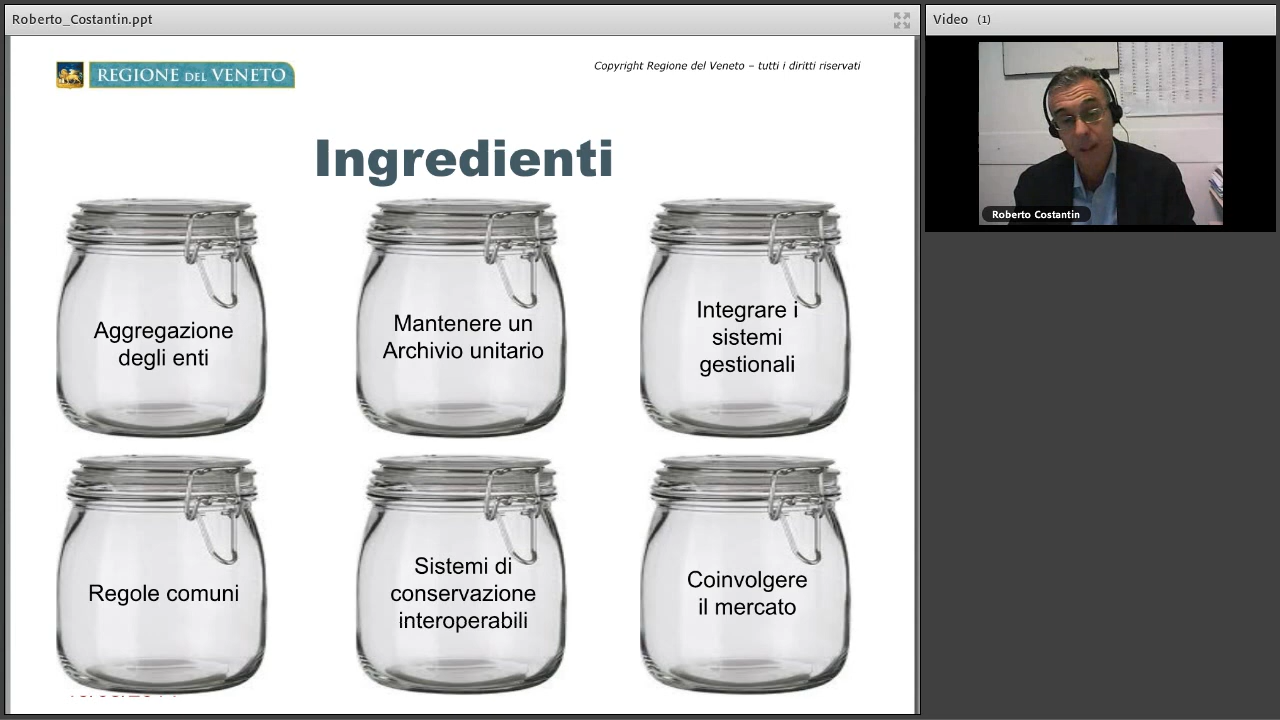 Roberto_Costantin.ppt
Video (1)
REGIONE DEL VENETO
Copyright Regione del Veneto – tutti i diritti riservati
Ingredienti
Aggregazione
degli enti
Mantenere un
Archivio unitario
Integrare i
sistemi
gestionali
Regole comuni
Sistemi di
conservazione
interoperabili
Coinvolgere
il mercato
Roberto Costantin